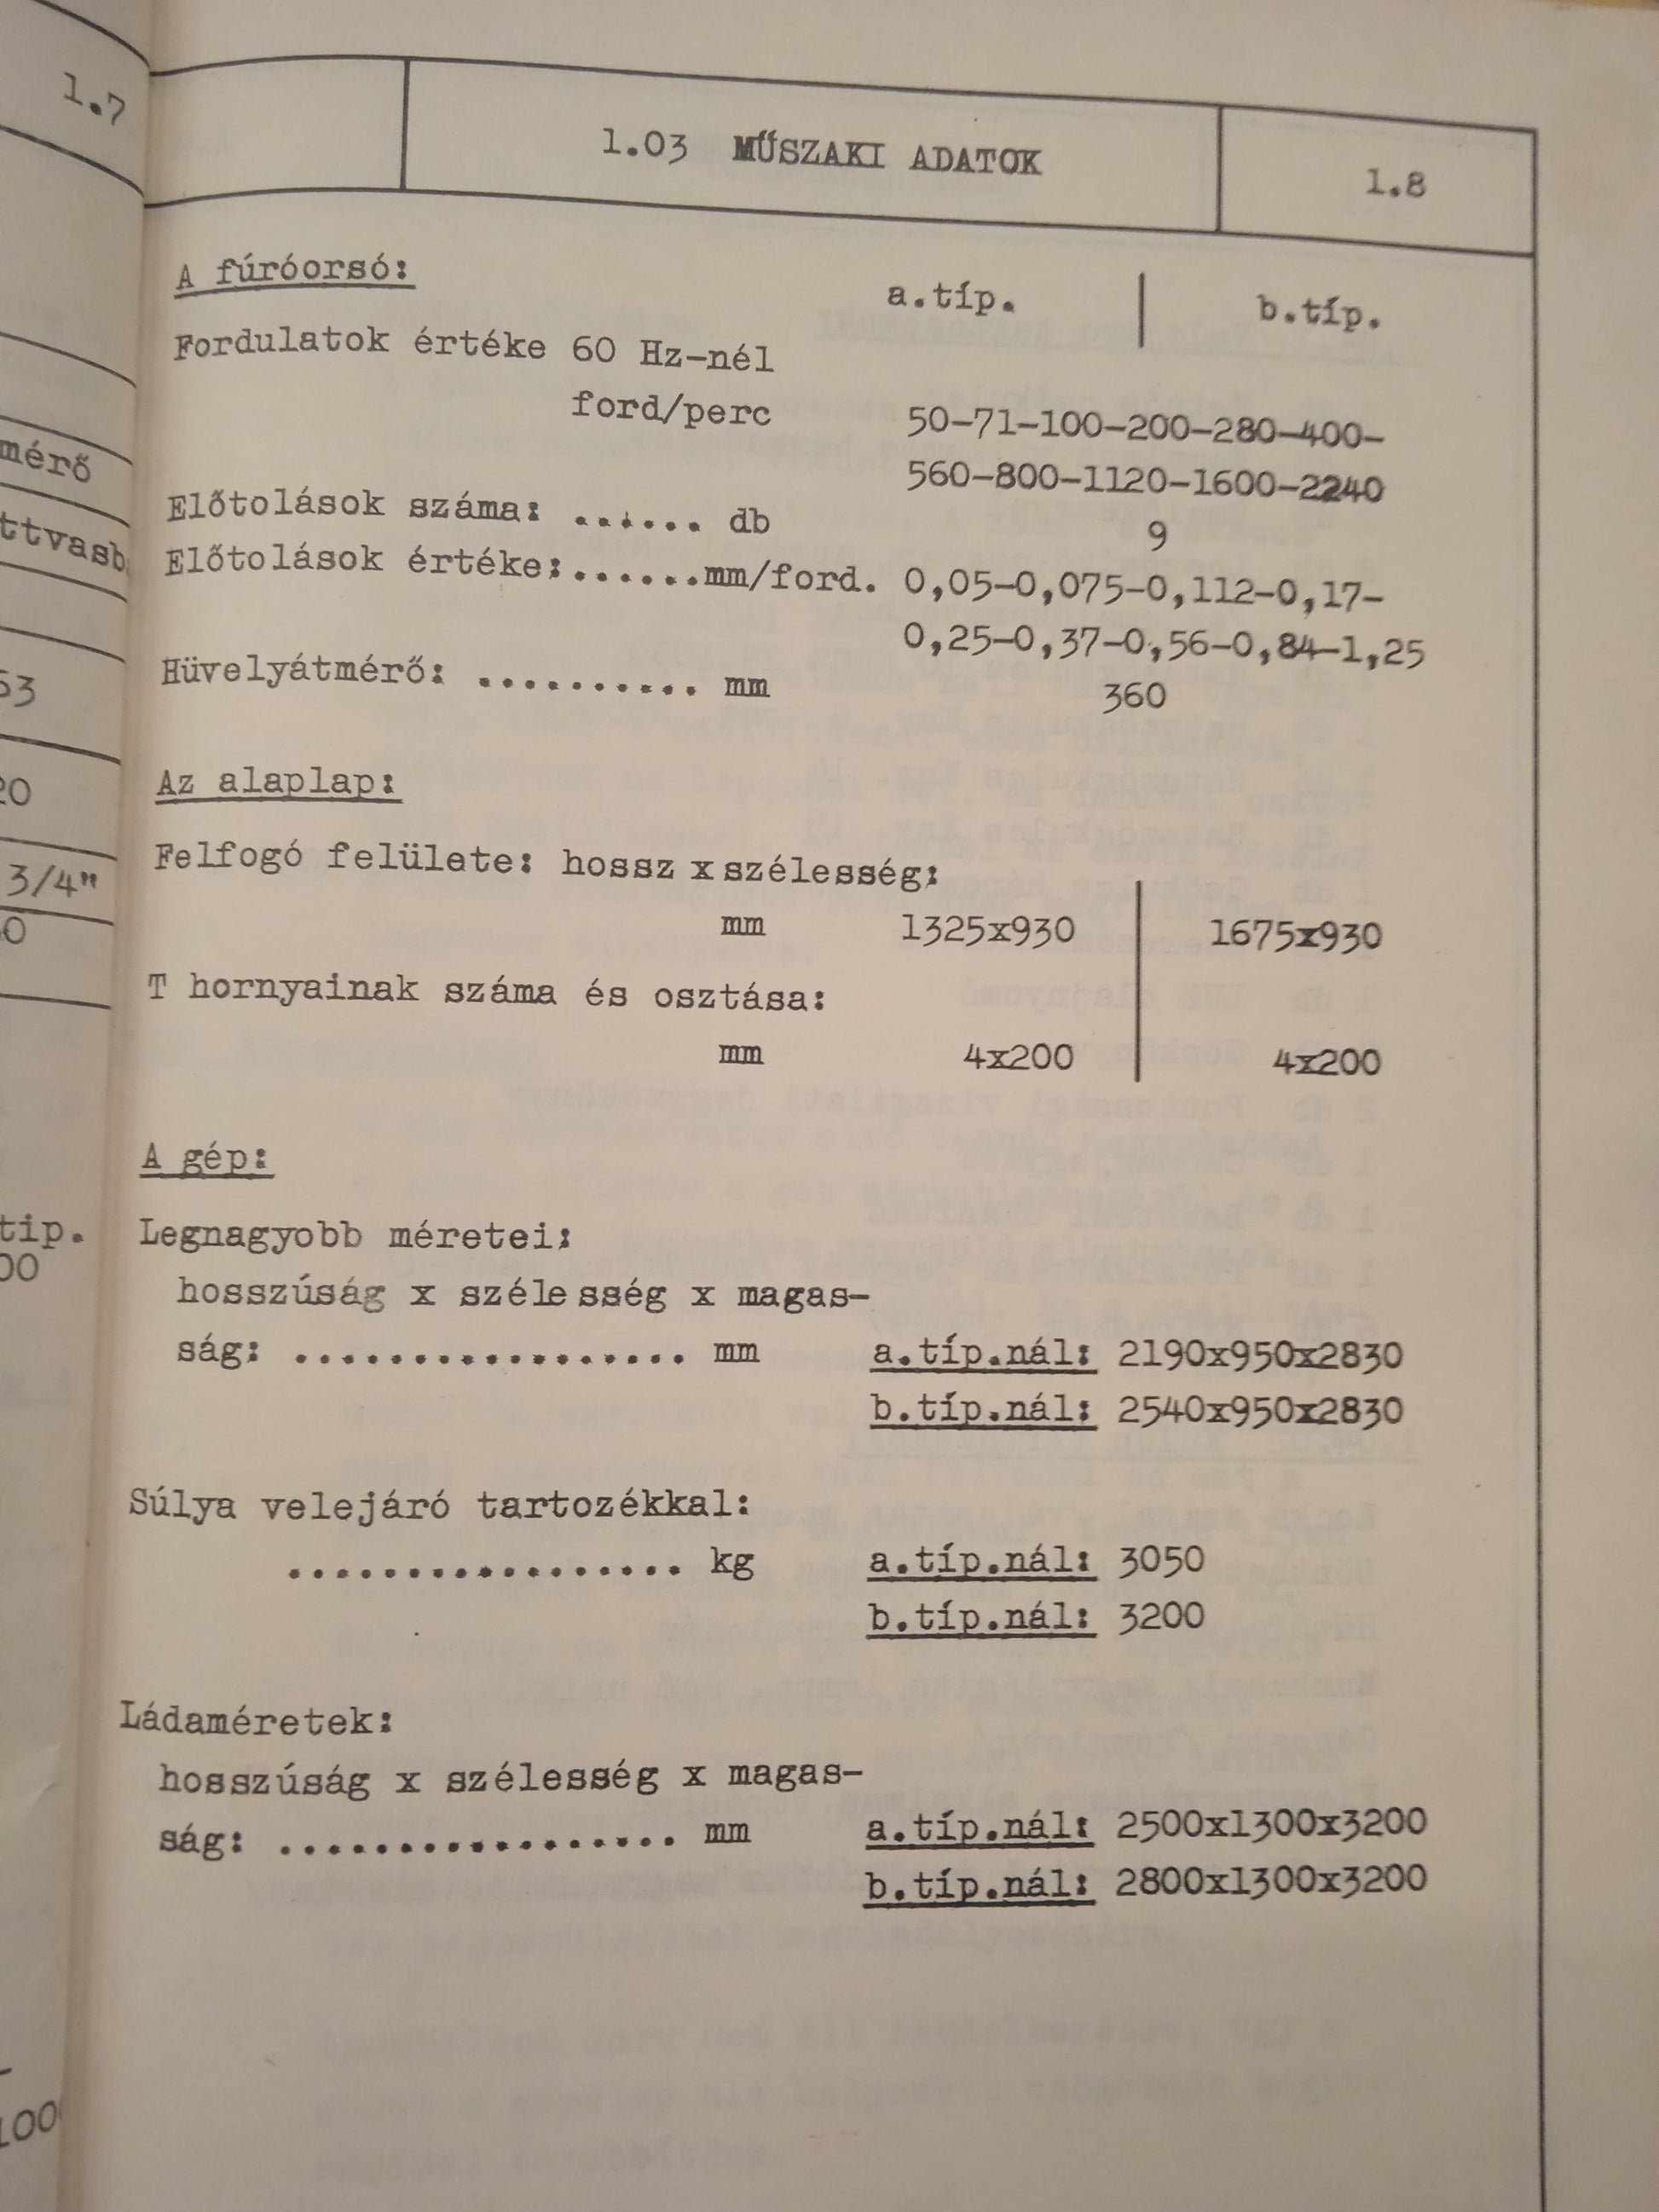 1.7
1.03 MŰSZAKI ADATOK
1.8
A fúróorsó:
a.típ.
b.típ.
Fordulatok értéke 60 Hz-nél
ford/perc 50-71-100-200-280-400-
560-800-1120-1600-2240
Előtolások száma: ...... db 9
Előtolások értéke:......mm/ford. 0,05-0,075-0,112-0,17-
0,25-0,37-0,56-0,84-1,25
Hüvelyátmérő: .......... mm 360
Az alaplap:
Felfogó felülete: hossz x szélesség:
mm 1325x930 1675x930
T hornyainak száma és osztása:
mm 4x200 4x200
A gép:
Legnagyobb méretei:
hosszúság x szélesség x magas-
ság: ................. mm a.típ.nál: 2190x950x2830
b.típ.nál: 2540x950x2830
Súlya velejáró tartozékkal:
................. kg a.típ.nál: 3050
b.típ.nál: 3200
Ládaméretek:
hosszúság x szélesség x magas-
ság: ................. mm a.típ.nál: 2500x1300x3200
b.típ.nál: 2800x1300x3200
mérő
3/4"
tip.